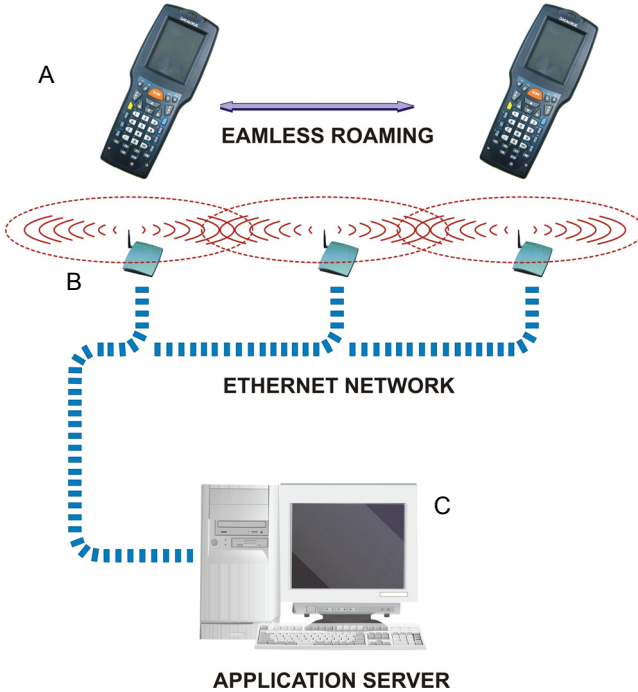 A
EAMLESS ROAMING
B
ETHERNET NETWORK
C
APPLICATION SERVER